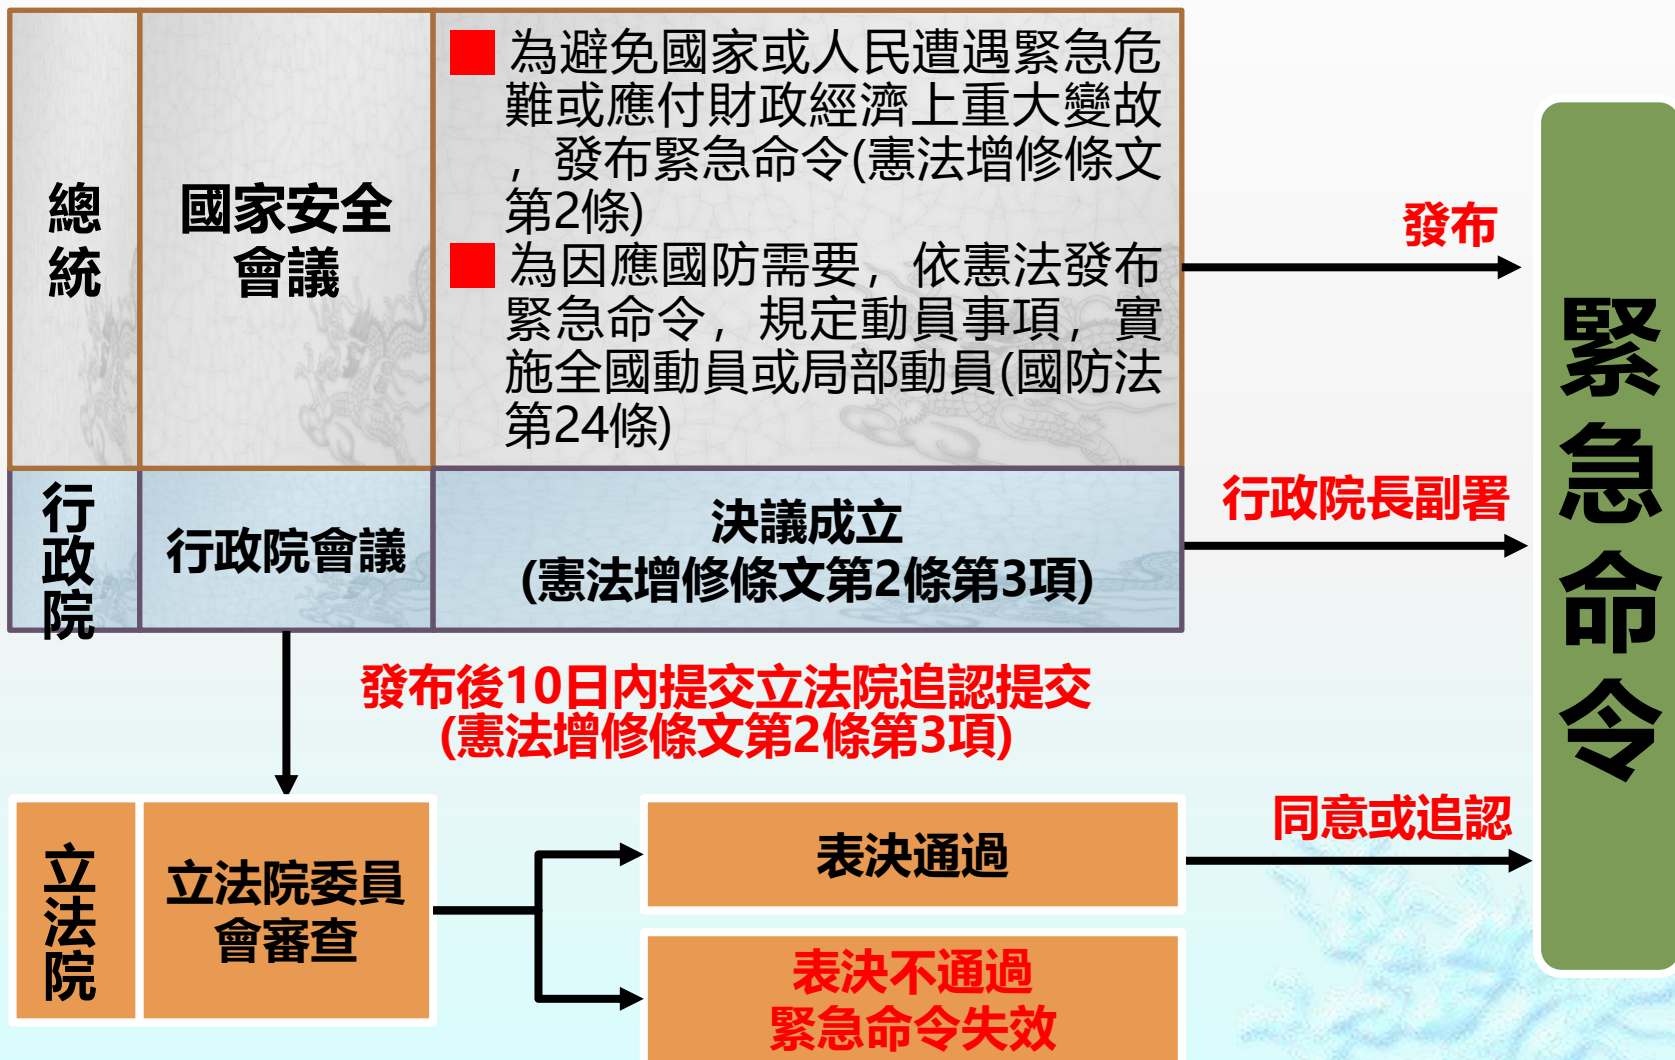 總
統
國家安全
會議
■ 為避免國家或人民遭遇緊急危
難或應付財政經濟上重大變故
，發布緊急命令(憲法增修條文
第2條)
■ 為因應國防需要，依憲法發布
緊急命令，規定動員事項，實
施全國動員或局部動員(國防法
第24條)
發布
行
政
院
行政院會議
決議成立
(憲法增修條文第2條第3項)
行政院長副署
發布後10日內提交立法院追認提交
(憲法增修條文第2條第3項)
立
法
院
立法院委員
會審查
表決通過
同意或追認
表決不通過
緊急命令失效
緊
急
命
令